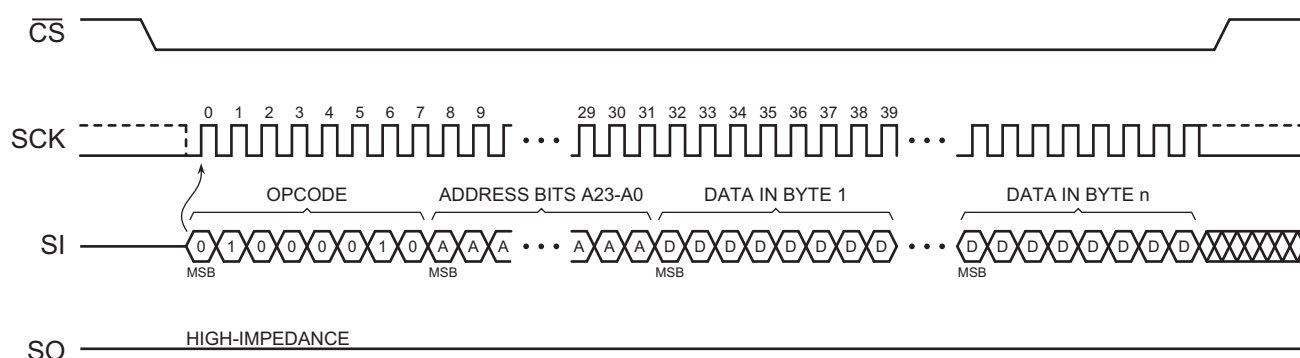 CS
0 1 2 3 4 5 6 7 8 9 29 30 31 32 33 34 35 36 37 38 39
SCK
OPCODE ADDRESS BITS A23-A0 DATA IN BYTE 1 DATA IN BYTE n
SI 0 1 0 0 0 0 1 0 A A A A A A D D D D D D D D D D D D D D D D
MSB MSB MSB MSB
HIGH-IMPEDANCE
SO